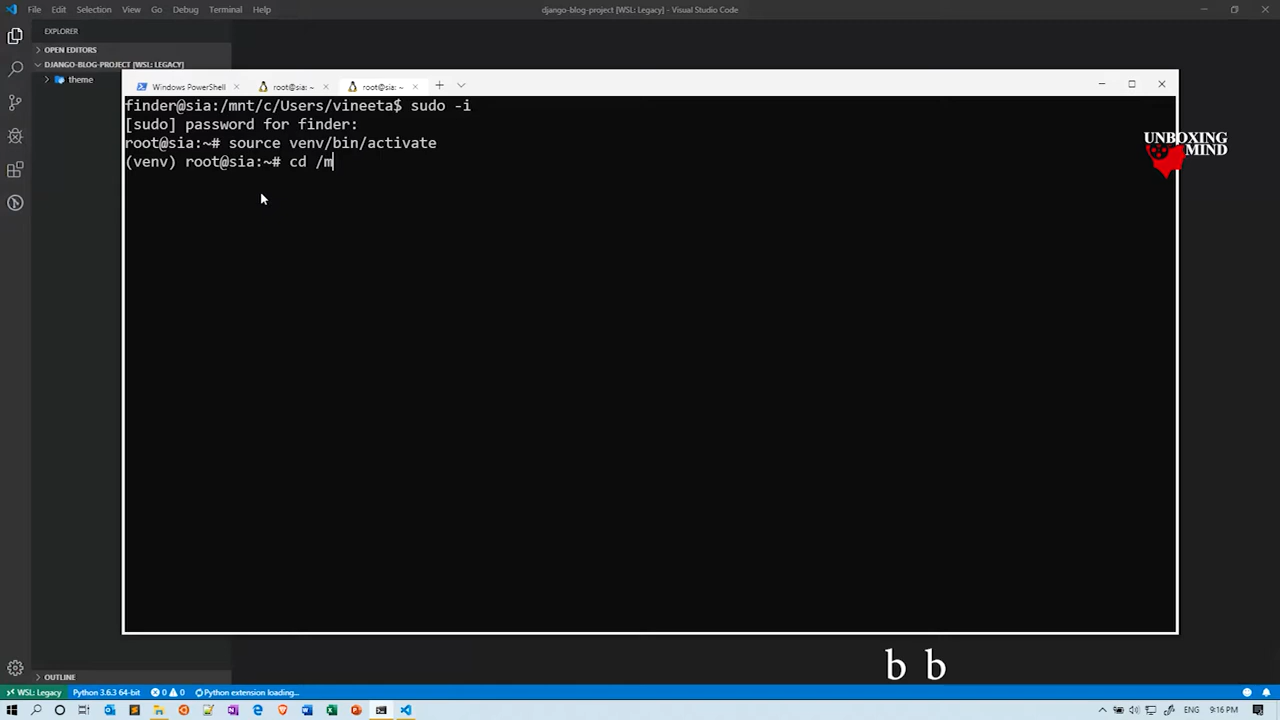 File Edit Selection View Go Debug Terminal Help
django-blog-project [WSL: Legacy] - Visual Studio Code
EXPLORER
OPEN EDITORS
DJANGO-BLOG-PROJECT [WSL: LEGACY]
theme
Windows PowerShell
root@sia: ~
root@sia: ~
finder@sia:/mnt/c/Users/vineeta$ sudo -i
[sudo] password for finder:
root@sia:~# source venv/bin/activate
(venv) root@sia:~# cd /m
UNBOXING
MIND
b b
OUTLINE
WSL: Legacy Python 3.6.3 64-bit 0 0 Python extension loading...
ENG 9:16 PM